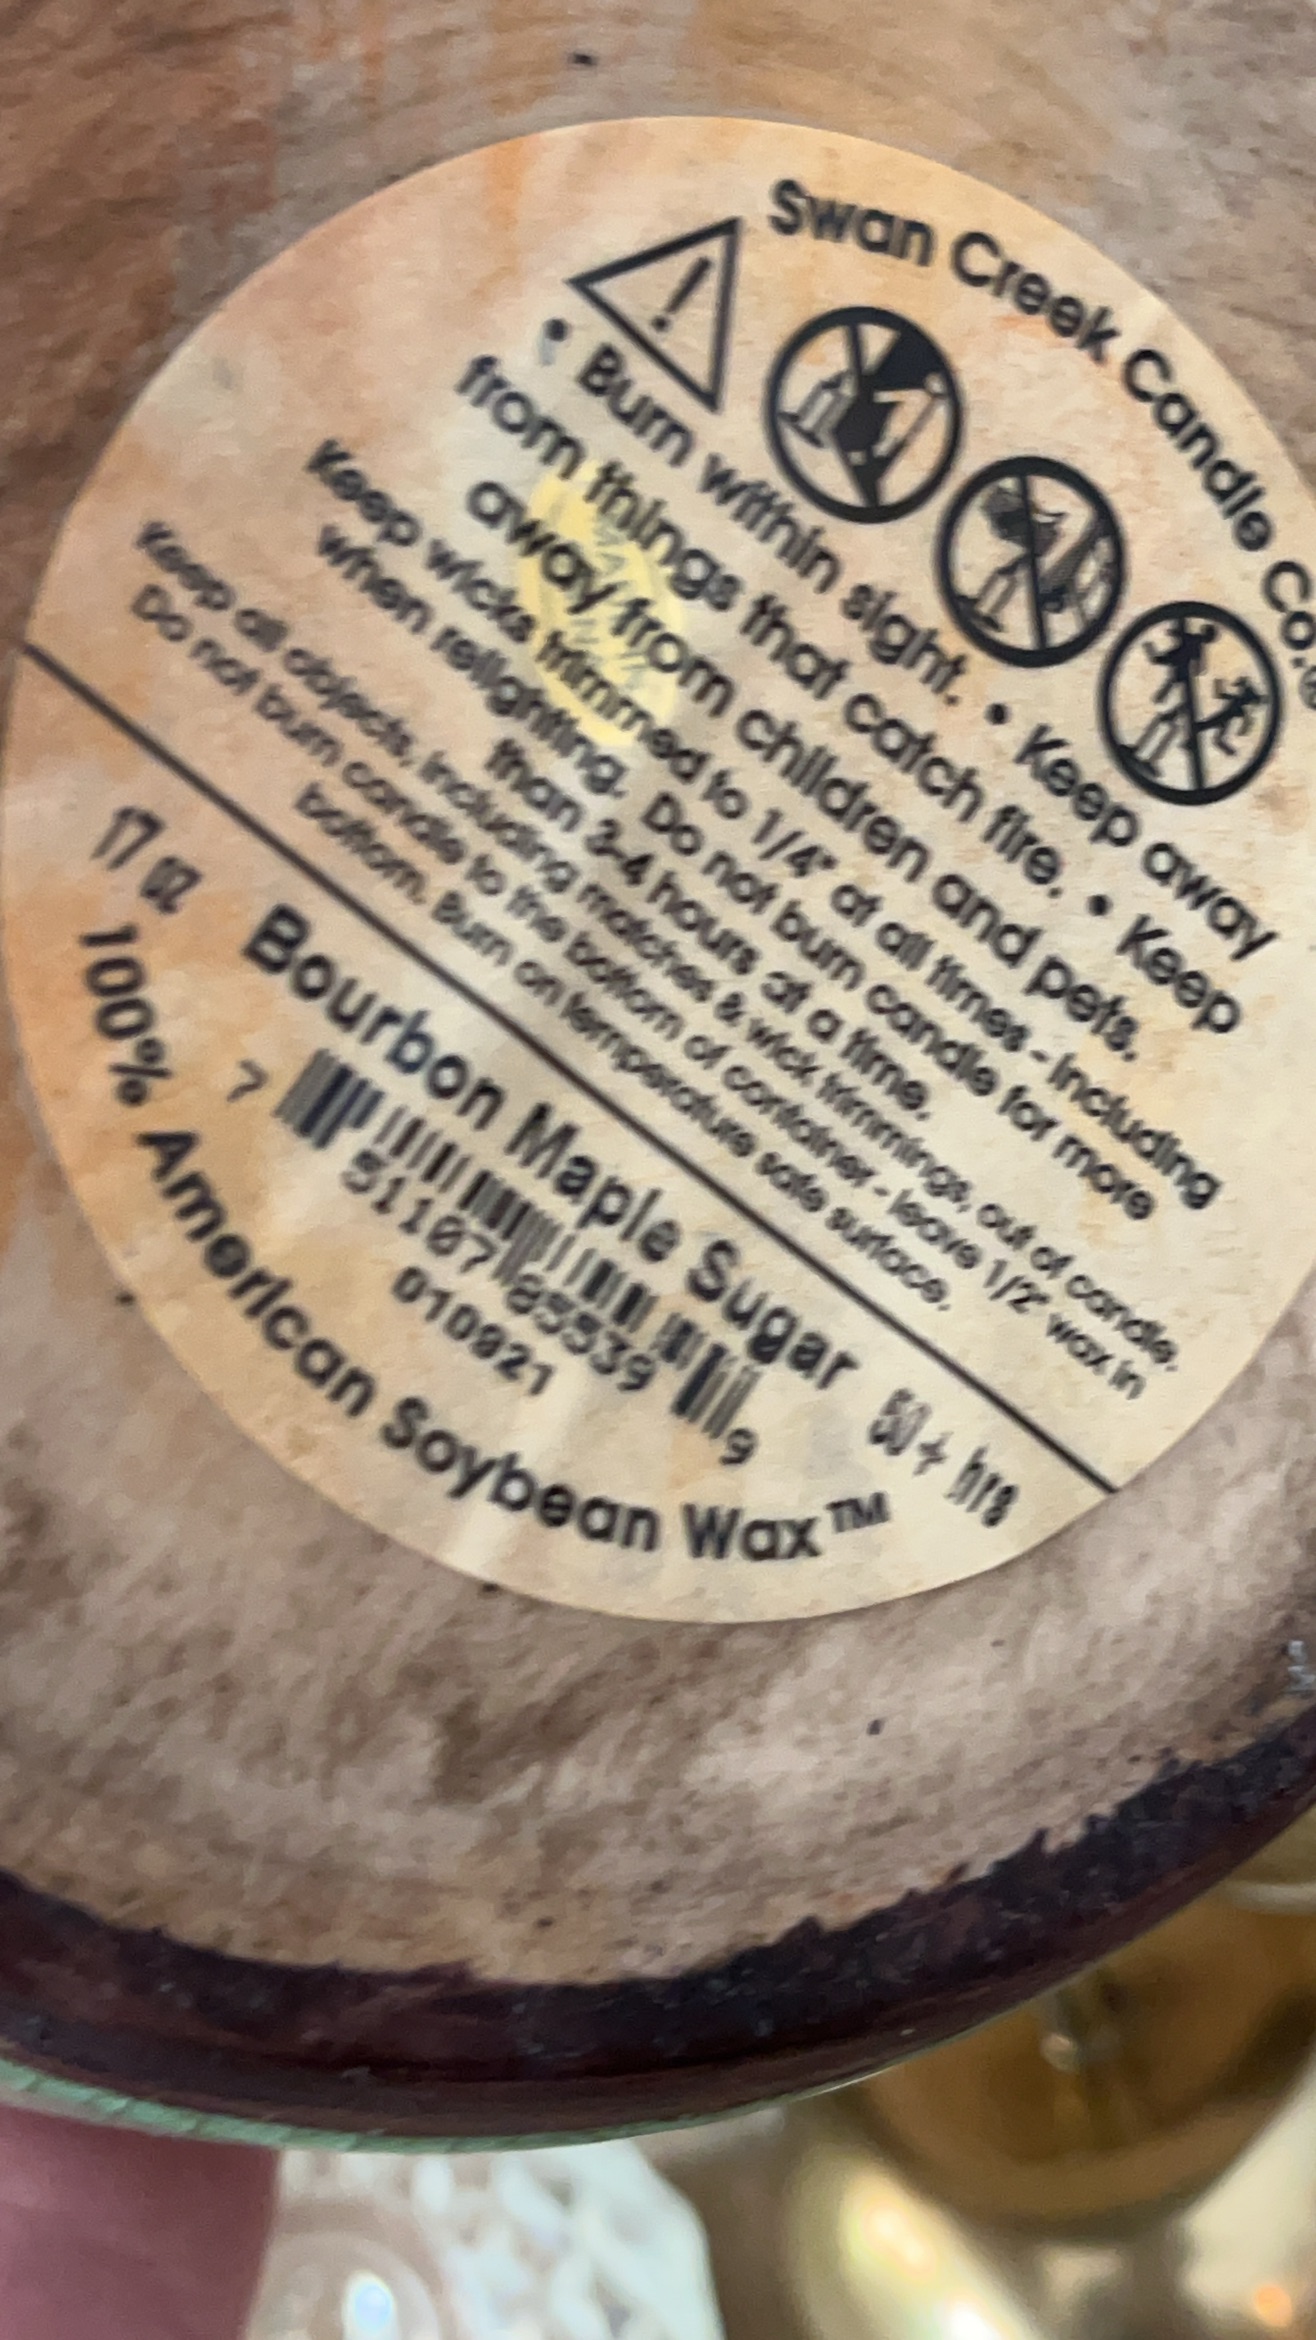 Swan Creek Candle Co.
• Burn within sight. • Keep away
from things that catch fire. • Keep
away from children and pets.
Keep wicks trimmed to 1/4" at all times - including
when relighting. Do not burn candle for more
than 3-4 hours at a time.
Keep all objects, including matches & wick trimmings, out of candle.
Do not burn candle to the bottom of container - leave 1/2" wax in
bottom. Burn on temperature safe surface.
17 oz Bourbon Maple Sugar 50+ hrs
7 51107 85539 9
010821
100% American Soybean Wax™